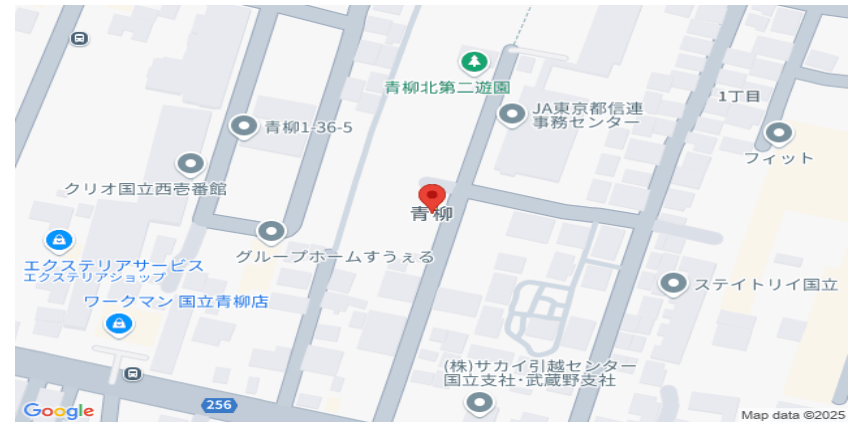 青柳北第二遊園
JA東京都信連
事務センター
1丁目
青柳1-36-5
フィット
クリオ国立西壱番館
青柳
グループホームすうぇる
エクステリアサービス
エクステリアショップ
ステイトリイ国立
ワークマン 国立青柳店
(株)サカイ引越センター
国立支社・武蔵野支社
256
Google
Map data ©2025